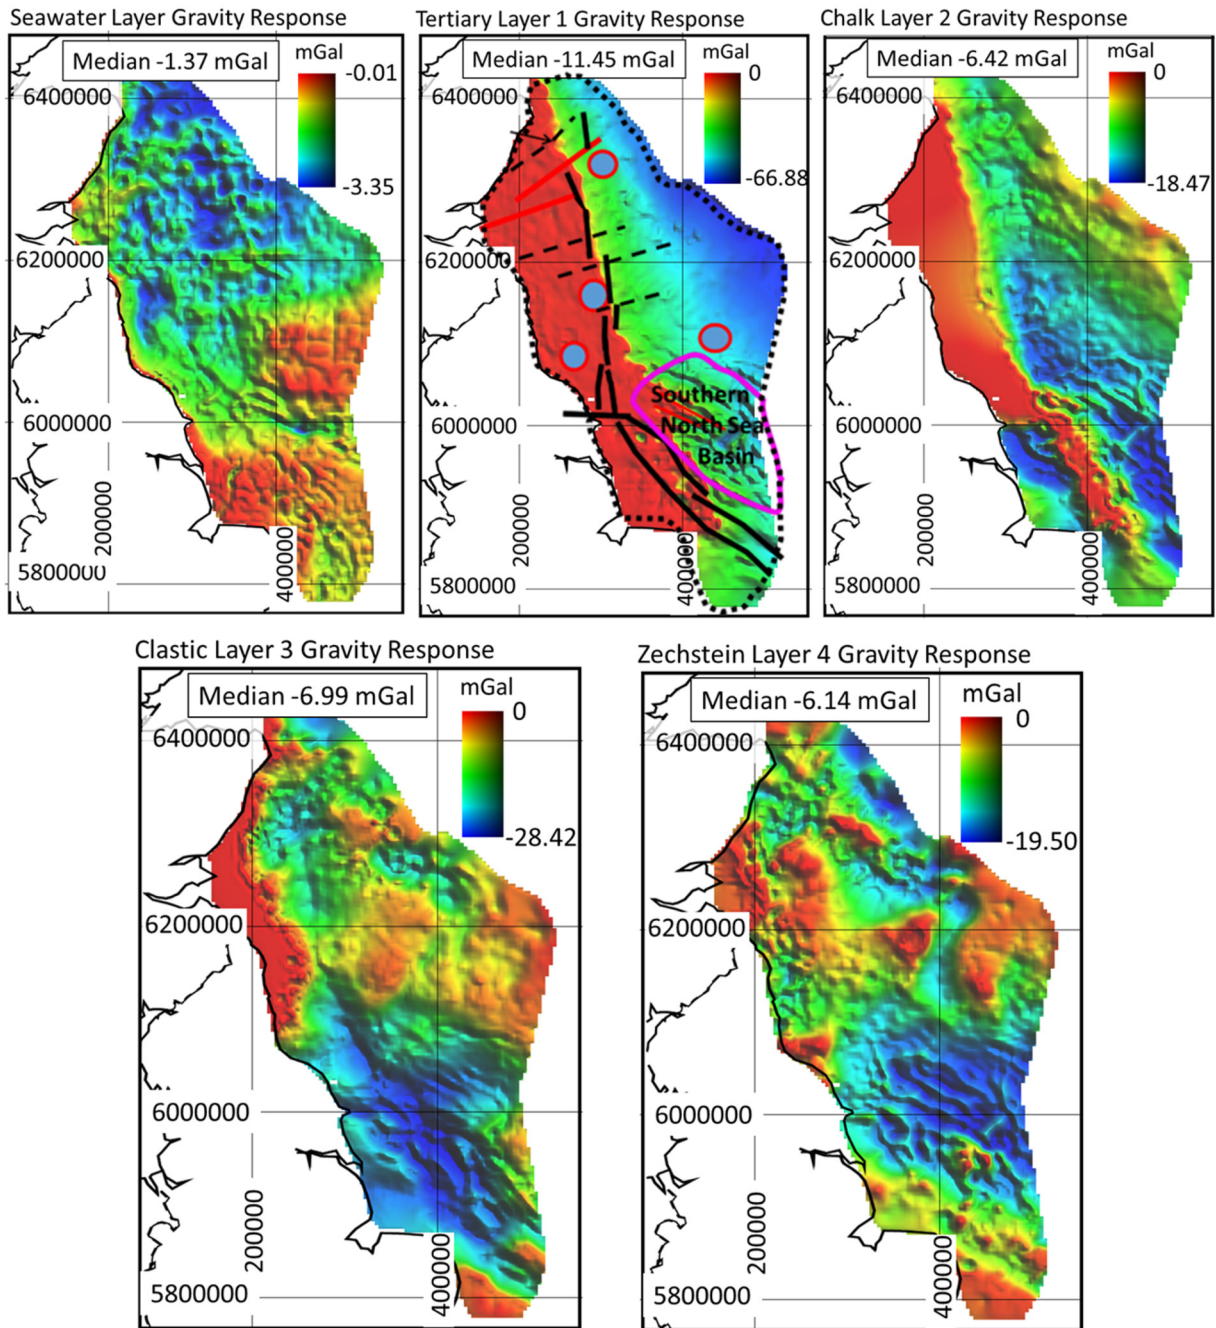 Seawater Layer Gravity Response
Median -1.37 mGal
mGal
-0.01
-3.35
6400000
6200000
6000000
5800000
200000
400000
Tertiary Layer 1 Gravity Response
Median -11.45 mGal
mGal
0
-66.88
6400000
6200000
6000000
5800000
200000
400000
Southern
North Sea
Basin
Chalk Layer 2 Gravity Response
Median -6.42 mGal
mGal
0
-18.47
6400000
6200000
6000000
5800000
200000
400000
Clastic Layer 3 Gravity Response
Median -6.99 mGal
mGal
0
-28.42
6400000
6200000
6000000
5800000
200000
400000
Zechstein Layer 4 Gravity Response
Median -6.14 mGal
mGal
0
-19.50
6400000
6200000
6000000
5800000
200000
400000